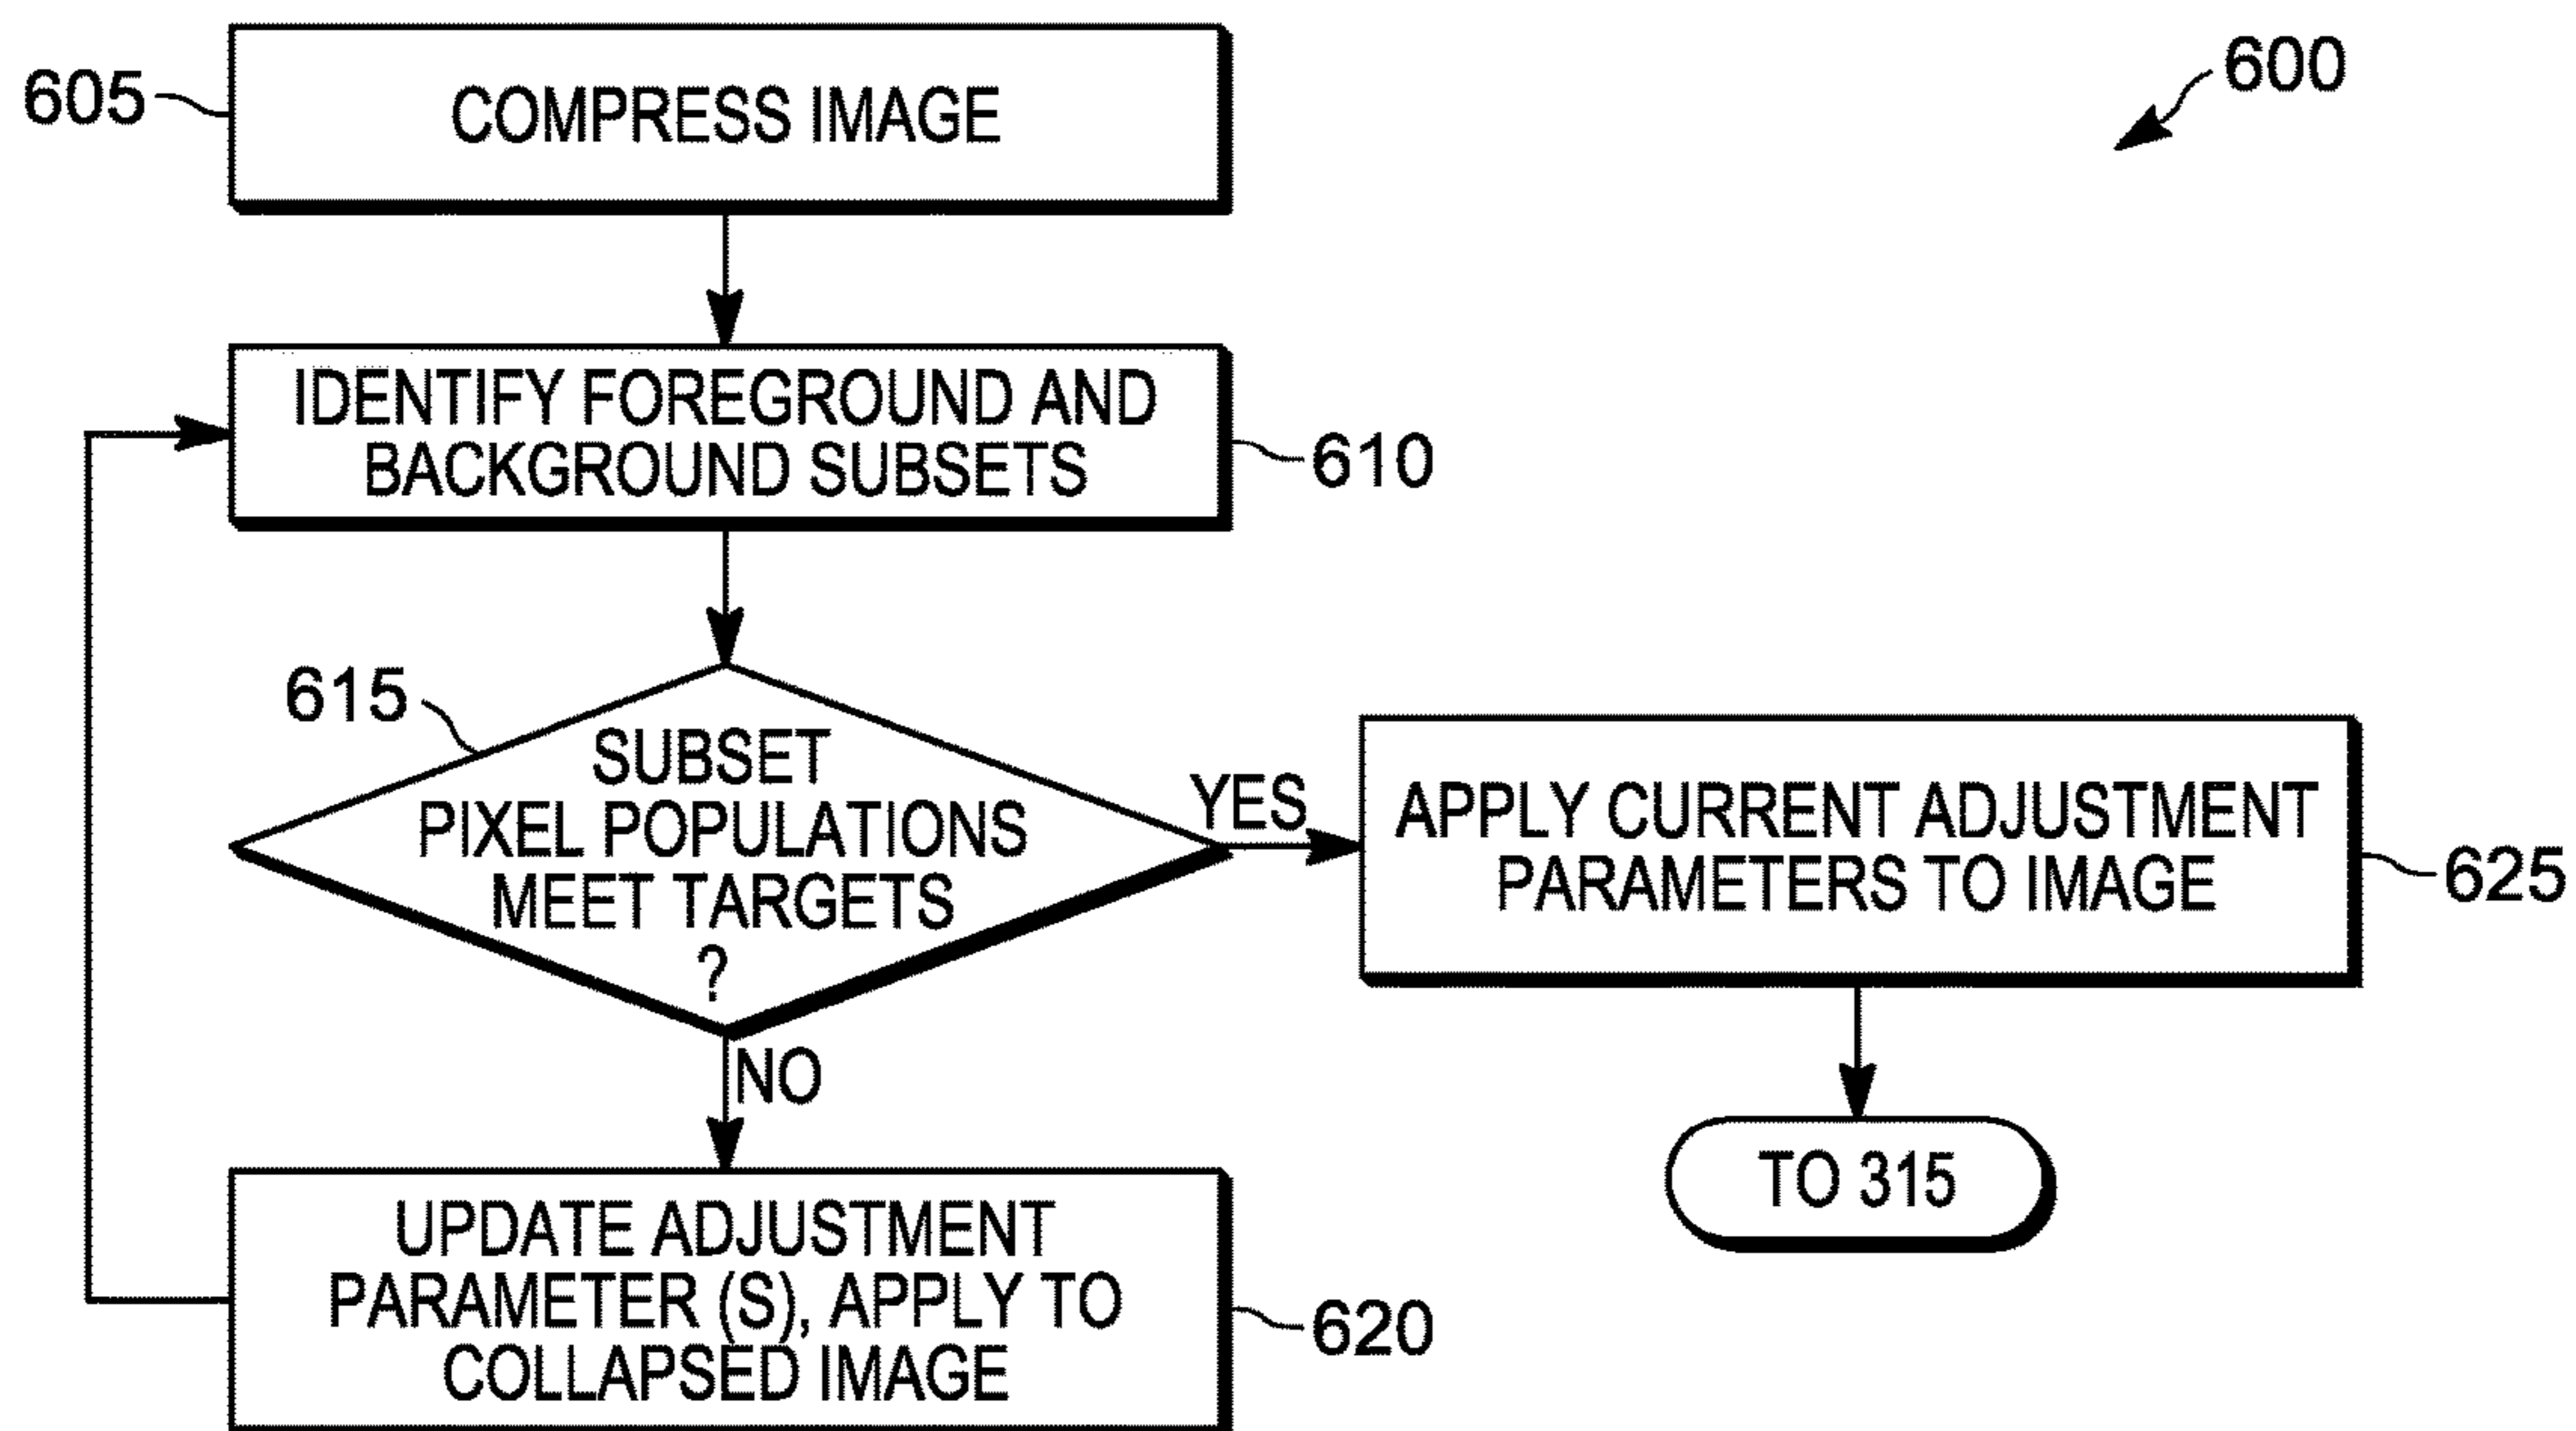 600
605
COMPRESS IMAGE
IDENTIFY FOREGROUND AND
BACKGROUND SUBSETS
610
615
SUBSET
PIXEL POPULATIONS
MEET TARGETS
?
YES
NO
APPLY CURRENT ADJUSTMENT
PARAMETERS TO IMAGE
625
TO 315
UPDATE ADJUSTMENT
PARAMETER (S), APPLY TO
COLLAPSED IMAGE
620